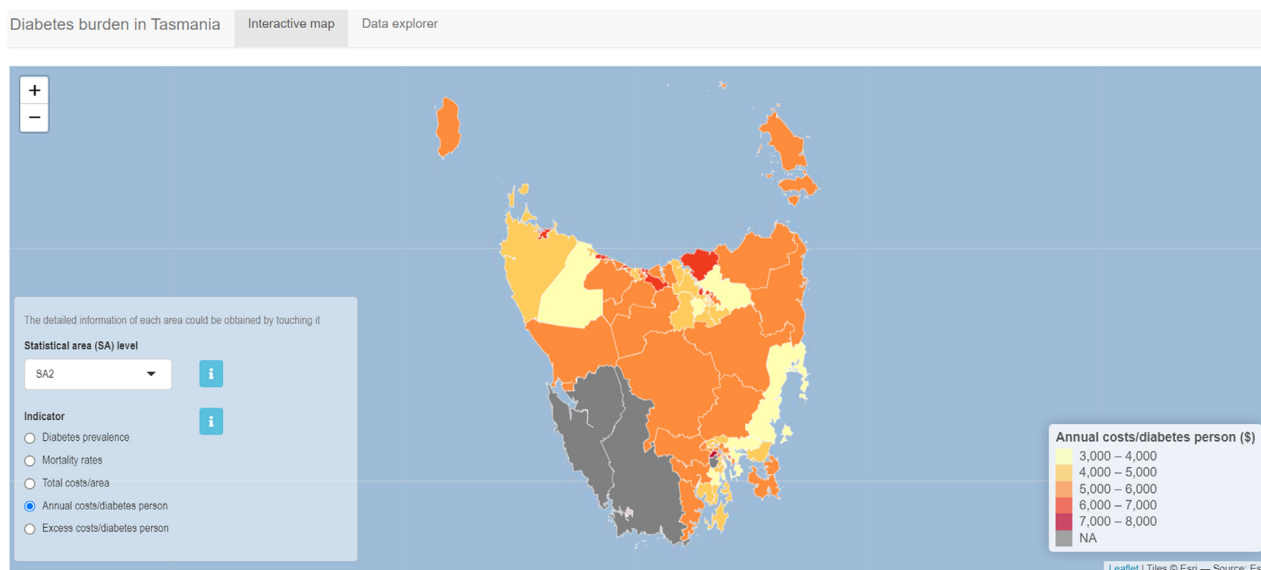 Diabetes burden in Tasmania Interactive map Data explorer
+
−
The detailed information of each area could be obtained by touching it
Statistical area (SA) level
SA2
i
Indicator
i
Diabetes prevalence
Mortality rates
Total costs/area
Annual costs/diabetes person
Excess costs/diabetes person
Annual costs/diabetes person ($)
3,000 – 4,000
4,000 – 5,000
5,000 – 6,000
6,000 – 7,000
7,000 – 8,000
NA
Leaflet | Tiles © Esri — Source: Es